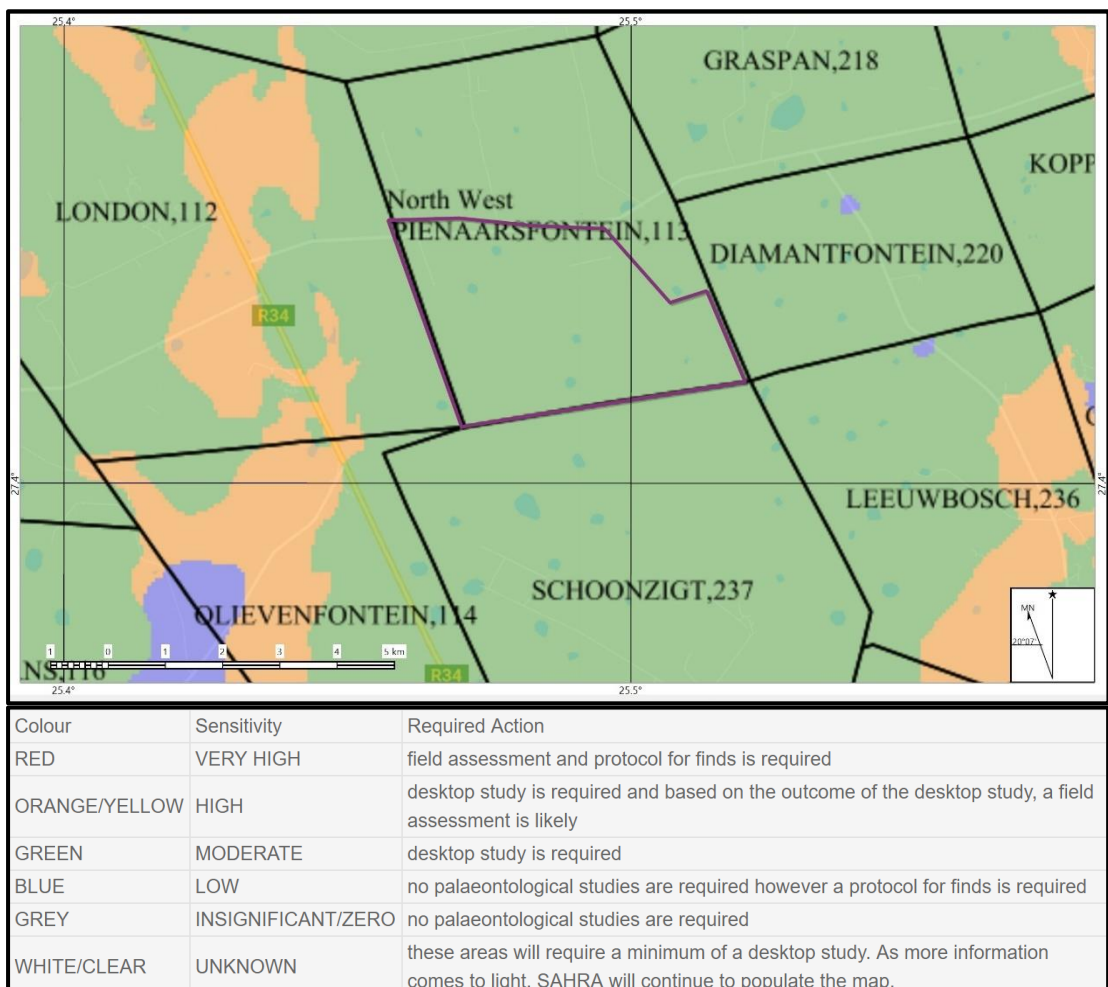 25.4°
25.5°
GRASPAN,218
KOPP
North West
LONDON,112
PIENAARSFONTEIN,113
DIAMANTFONTEIN,220
R34
27.4°
27.4°
LEEUWBOSCH,236
SCHOONZIGT,237
OLIEVENFONTEIN,114
MN
20°07'
1 0 1 2 3 4 5 km
NS,116
R34
25.4°
25.5°
Colour Sensitivity Required Action
RED VERY HIGH field assessment and protocol for finds is required
ORANGE/YELLOW HIGH desktop study is required and based on the outcome of the desktop study, a field
assessment is likely
GREEN MODERATE desktop study is required
BLUE LOW no palaeontological studies are required however a protocol for finds is required
GREY INSIGNIFICANT/ZERO no palaeontological studies are required
WHITE/CLEAR UNKNOWN these areas will require a minimum of a desktop study. As more information
comes to light, SAHRA will continue to populate the map.